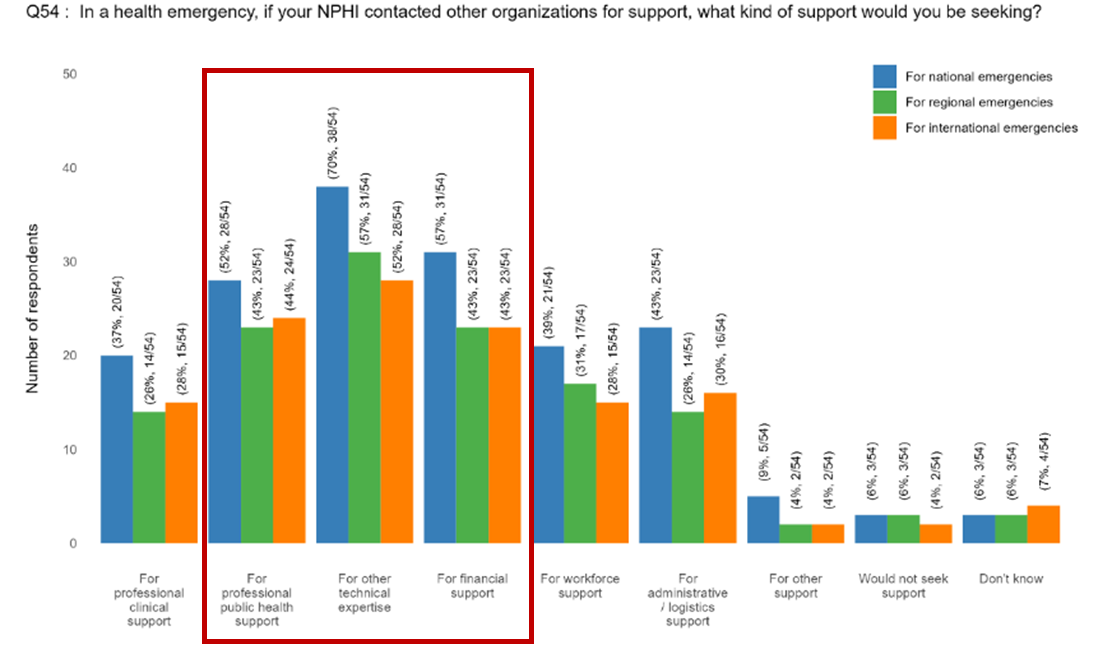 Q54 : In a health emergency, if your NPHI contacted other organizations for support, what kind of support would you be seeking?
For national emergencies
For regional emergencies
For international emergencies
Number of respondents
50
40
30
20
10
0
(37%, 20/54)
(26%, 14/54)
(28%, 15/54)
(52%, 28/54)
(43%, 23/54)
(44%, 24/54)
(70%, 38/54)
(57%, 31/54)
(52%, 28/54)
(57%, 31/54)
(43%, 23/54)
(43%, 23/54)
(39%, 21/54)
(31%, 17/54)
(28%, 15/54)
(43%, 23/54)
(26%, 14/54)
(30%, 16/54)
(9%, 5/54)
(4%, 2/54)
(4%, 2/54)
(6%, 3/54)
(6%, 3/54)
(4%, 2/54)
(6%, 3/54)
(6%, 3/54)
(7%, 4/54)
For
professional
clinical
support
For
professional
public health
support
For other
technical
expertise
For financial
support
For workforce
support
For
administrative
/ logistics
support
For other
support
Would not seek
support
Don't know